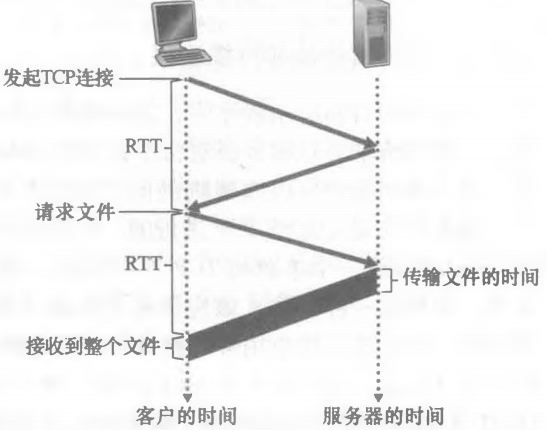 发起TCP连接
RTT
请求文件
RTT
传输文件的时间
接收到整个文件
客户的时间
服务器的时间